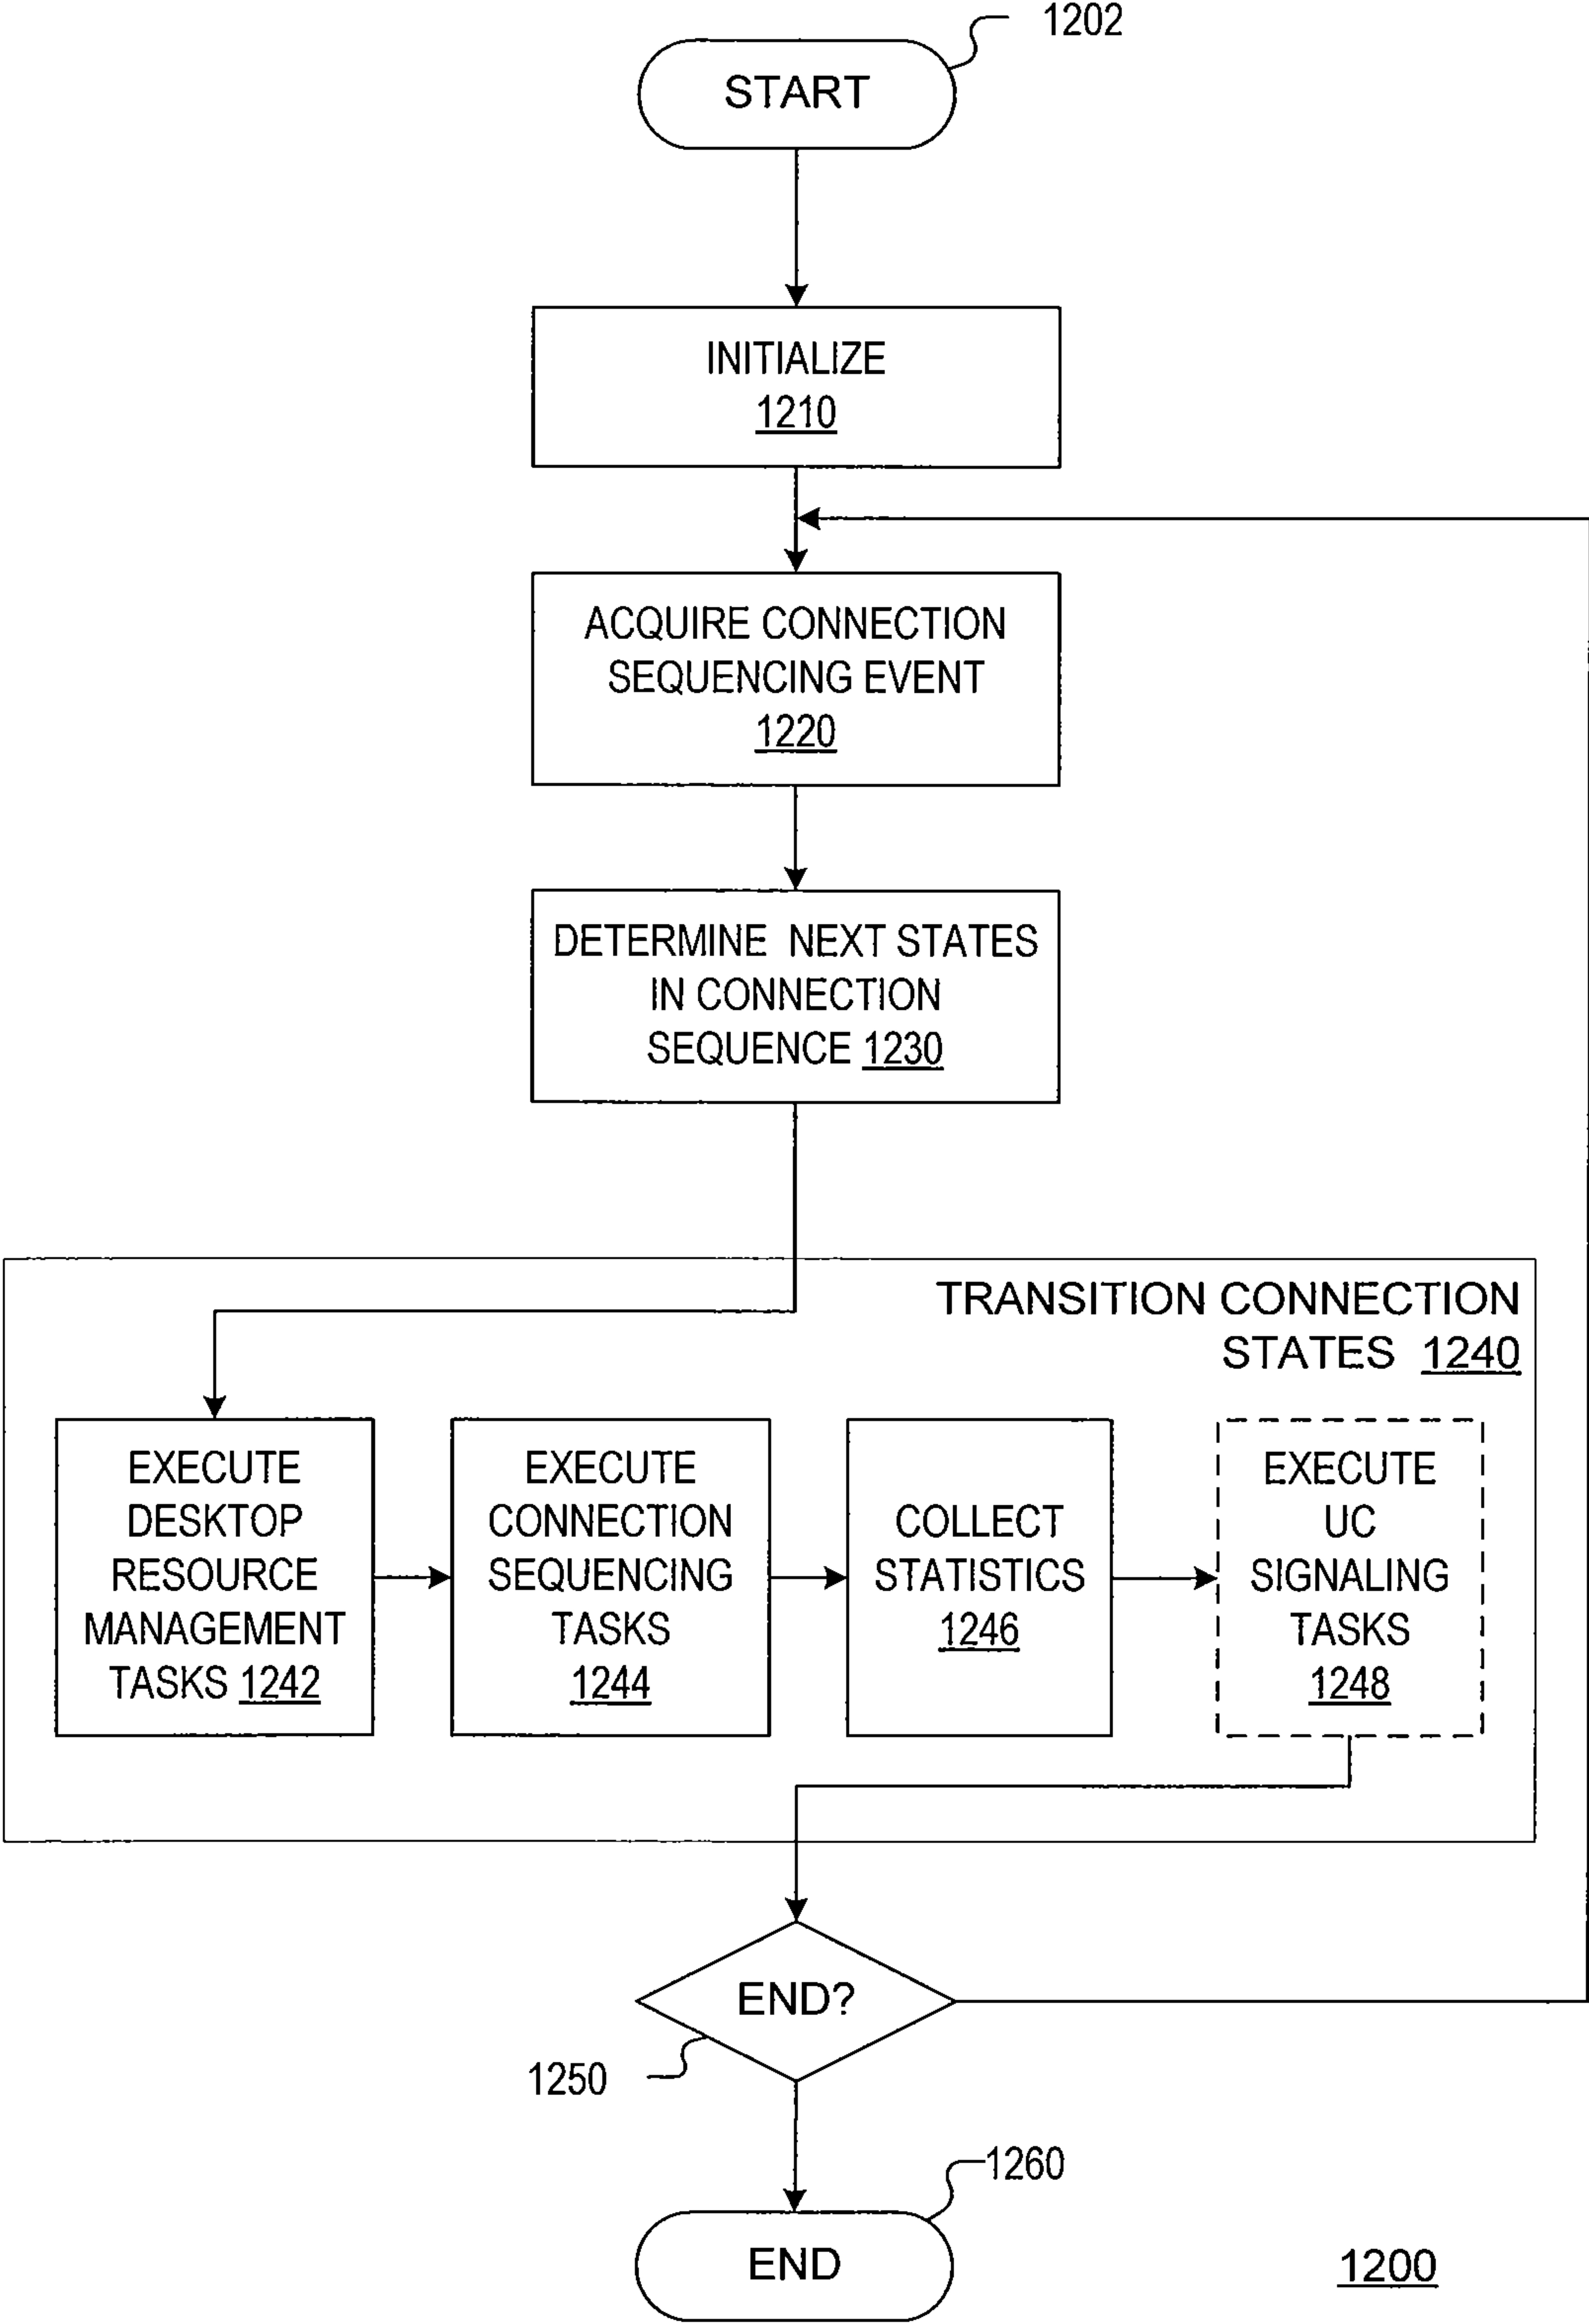 1202
START
INITIALIZE
1210
ACQUIRE CONNECTION
SEQUENCING EVENT
1220
DETERMINE NEXT STATES
IN CONNECTION
SEQUENCE 1230
TRANSITION CONNECTION
STATES 1240
EXECUTE
DESKTOP
RESOURCE
MANAGEMENT
TASKS 1242
EXECUTE
CONNECTION
SEQUENCING
TASKS
1244
COLLECT
STATISTICS
1246
EXECUTE
UC
SIGNALING
TASKS
1248
END?
1250
1260
END
1200